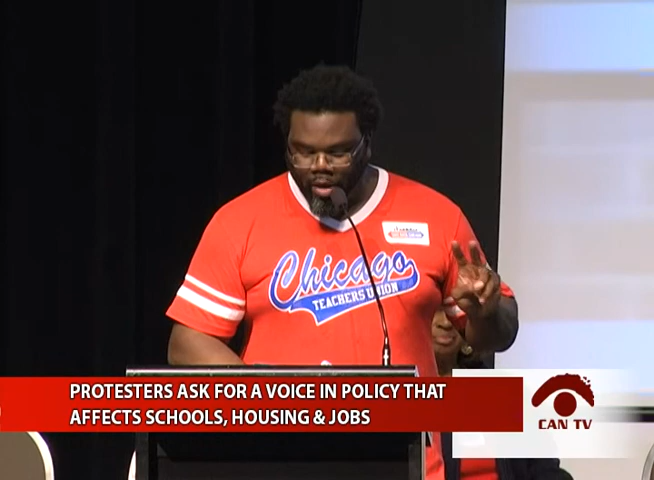 Chicago
TEACHERS UNION
PROTESTERS ASK FOR A VOICE IN POLICY THAT
AFFECTS SCHOOLS, HOUSING & JOBS
CAN TV